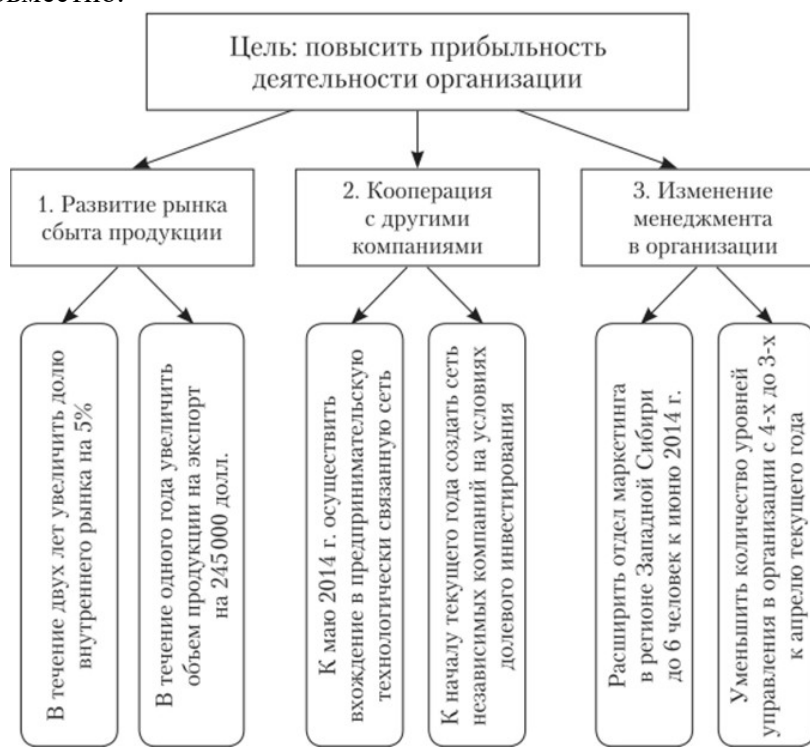 овместно.
Цель: повысить прибыльность
деятельности организации
1. Развитие рынка
сбыта продукции
2. Кооперация
с другими
компаниями
3. Изменение
менеджмента
в организации
В течение двух лет увеличить долю
внутреннего рынка на 5%
В течение одного года увеличить
объем продукции на экспорт
на 245 000 долл.
К маю 2014 г. осуществить
вхождение в предпринимательскую
технологически связанную сеть
К началу текущего года создать сеть
независимых компаний на условиях
долевого инвестирования
Расширить отдел маркетинга
в регионе Западной Сибири
до 6 человек к июню 2014 г.
Уменьшить количество уровней
управления в организации с 4-х до 3-х
к апрелю текущего года